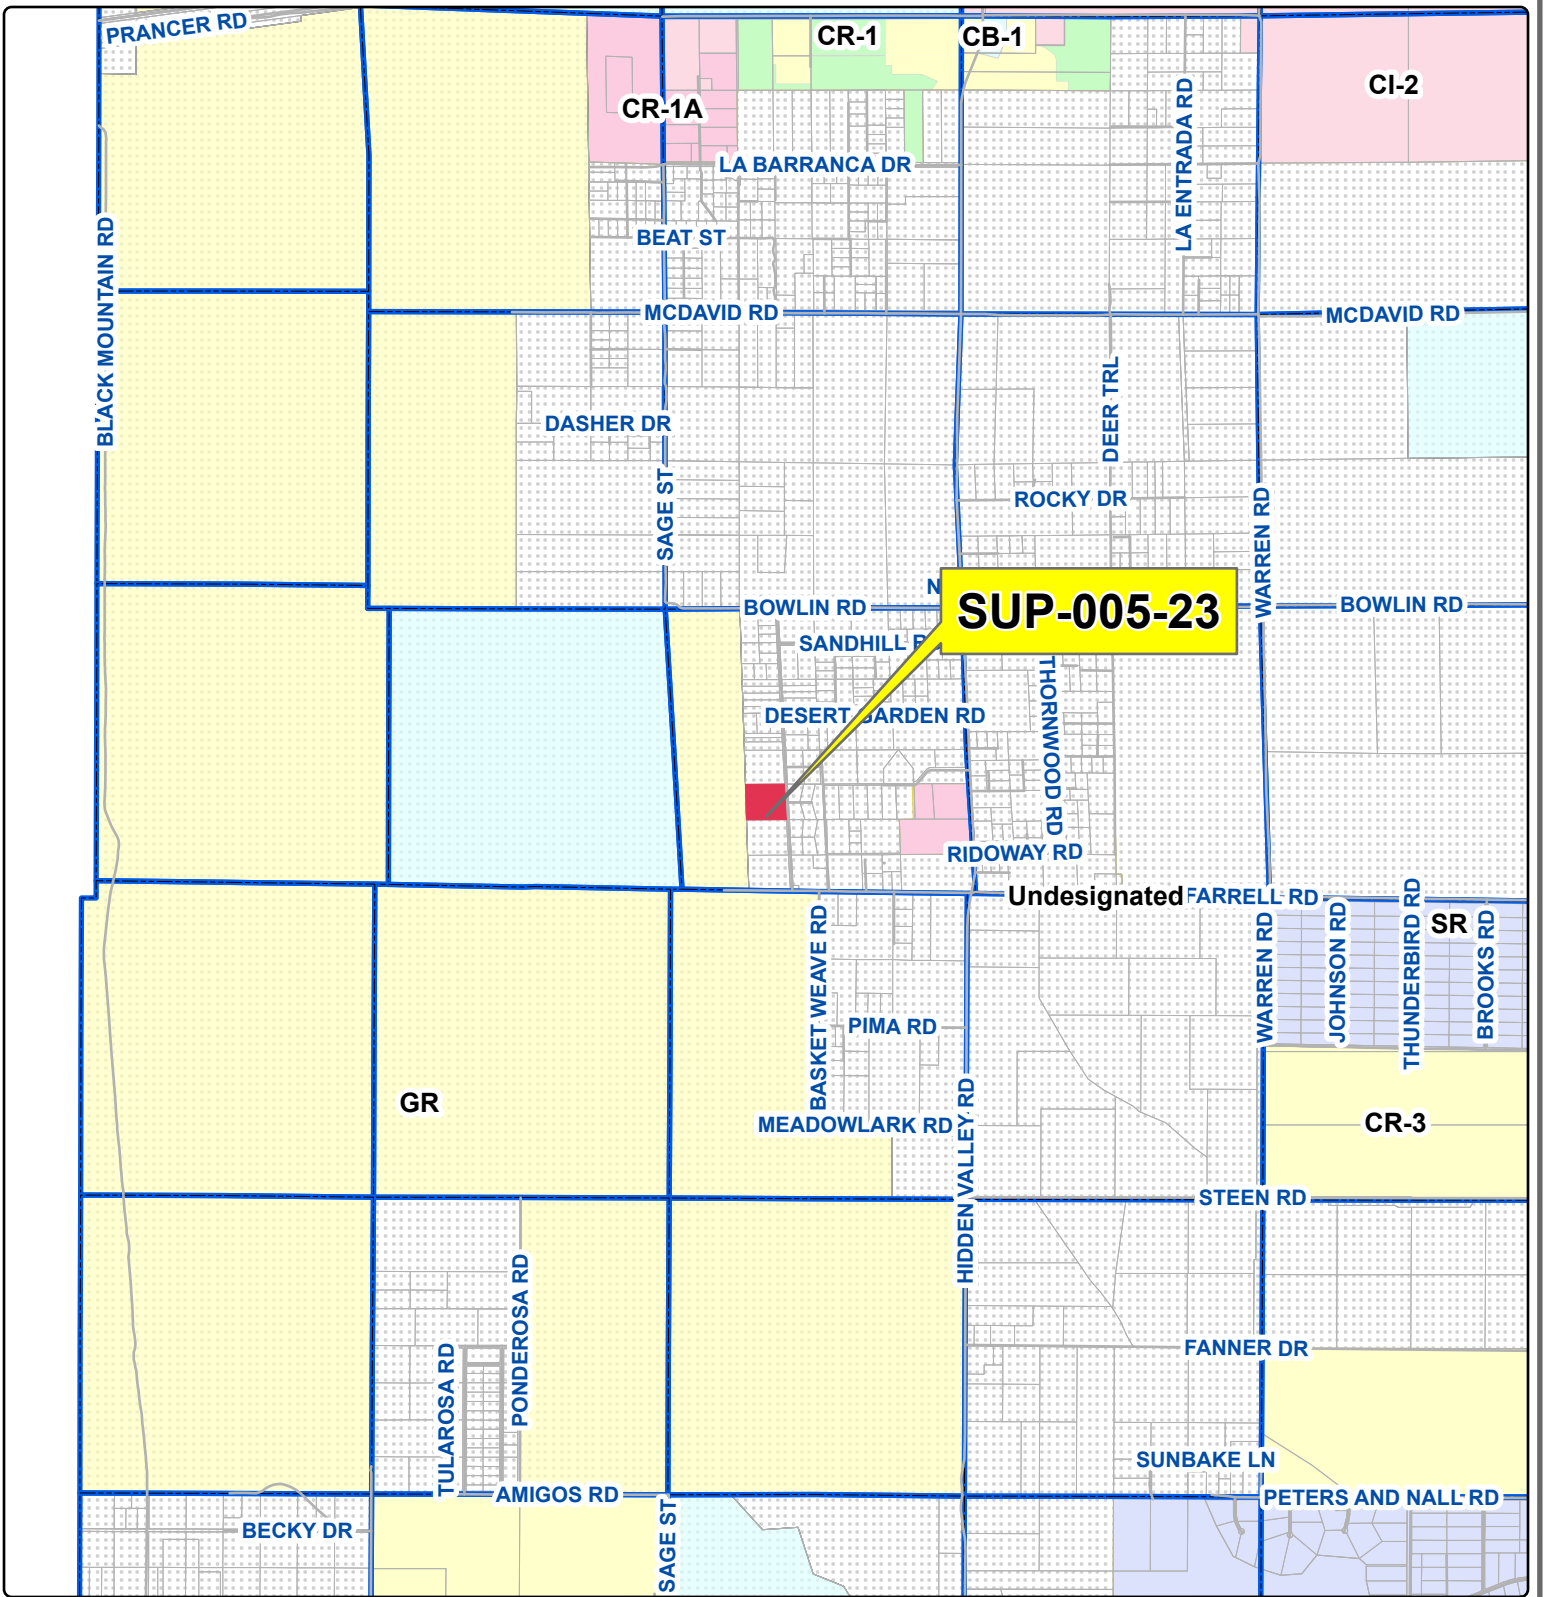 PRANCER RD
CR-1
CB-1
CI-2
CR-1A
LA ENTRADA RD
LA BARRANCA DR
BLACK MOUNTAIN RD
BEAT ST
MCDAVID RD
MCDAVID RD
DEER TRL
DASHER DR
SAGE ST
ROCKY DR
WARREN RD
N
BOWLIN RD
SUP-005-23
BOWLIN RD
SANDHILL
THORNWOOD RD
DESERT GARDEN RD
RIDOWAY RD
Undesignated
FARRELL RD
BASKET WEAVE RD
WARREN RD
JOHNSON RD
THUNDERBIRD RD
SR
BROOKS RD
PIMA RD
GR
MEADOWLARK RD
HIDDEN VALLEY RD
CR-3
STEEN RD
PONDEROSA RD
TULAROSA RD
FANNER DR
SUNBAKE LN
AMIGOS RD
SAGE ST
PETERS AND NALL RD
BECKY DR